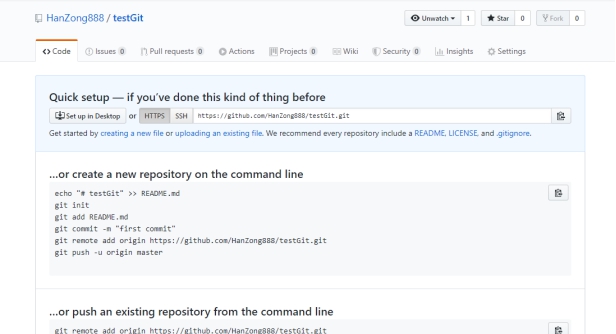 HanZong888 / testGit
Unwatch 1 Star 0 Fork 0
Code Issues 0 Pull requests 0 Actions Projects 0 Wiki Security 0 Insights Settings
Quick setup — if you've done this kind of thing before
Set up in Desktop or HTTPS SSH https://github.com/HanZong888/testGit.git
Get started by creating a new file or uploading an existing file. We recommend every repository include a README, LICENSE, and .gitignore.
...or create a new repository on the command line
echo "# testGit" >> README.md
git init
git add README.md
git commit -m "first commit"
git remote add origin https://github.com/HanZong888/testGit.git
git push -u origin master
...or push an existing repository from the command line
git remote add origin https://github.com/HanZong888/testGit.git